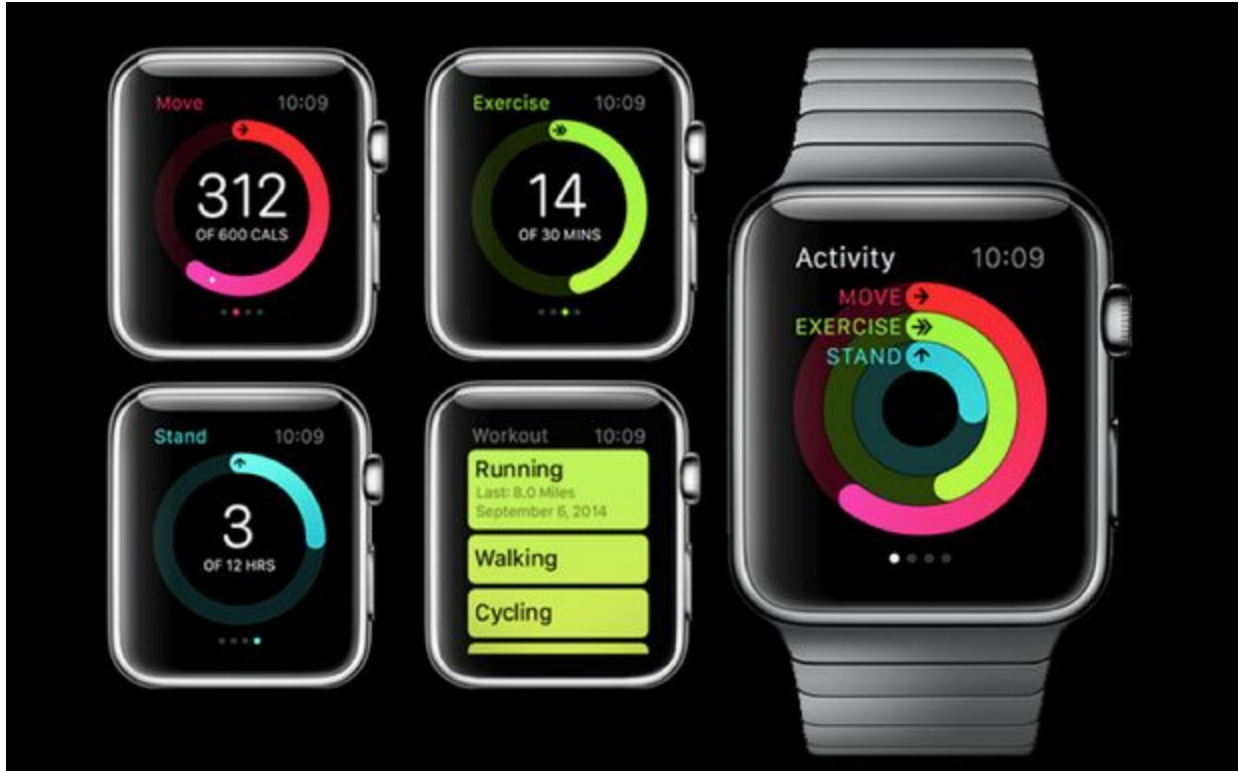 Move 10:09
312
OF 600 CALS
Exercise 10:09
14
OF 30 MINS
Activity 10:09
MOVE
EXERCISE
STAND
Stand 10:09
3
OF 12 HRS
Workout 10:09
Running
Last: 8.0 Miles
September 6, 2014
Walking
Cycling